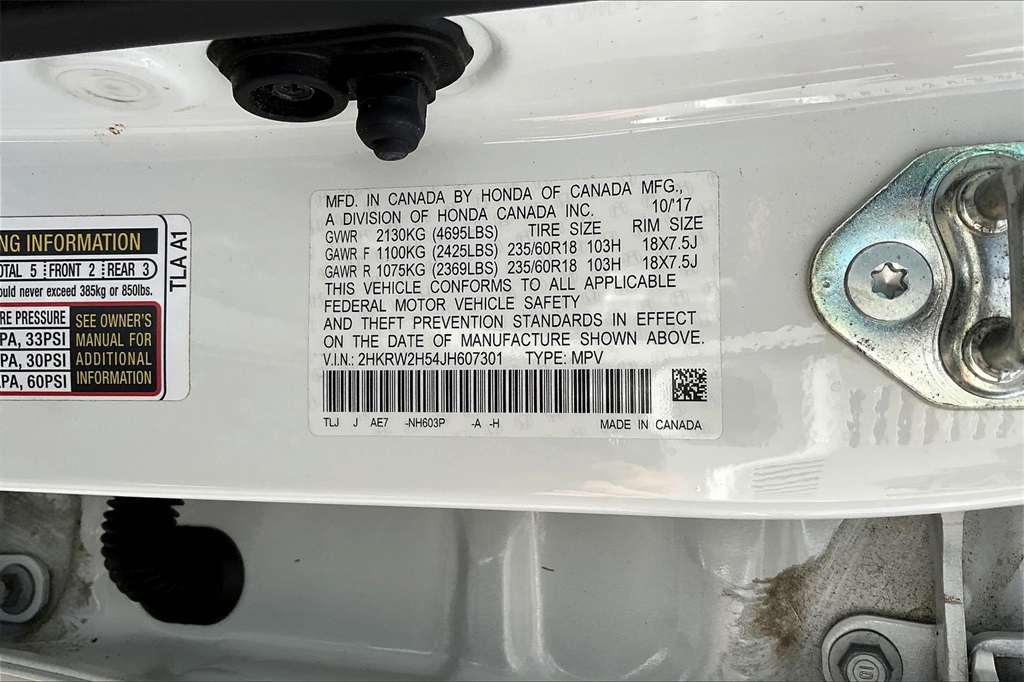 NG INFORMATION
OTAL 5 FRONT 2 REAR 3
ould never exceed 385kg or 850lbs.
RE PRESSURE
PA, 33PSI
PA, 30PSI
PA, 60PSI
SEE OWNER'S
MANUAL FOR
ADDITIONAL
INFORMATION
TLA A1
MFD. IN CANADA BY HONDA OF CANADA MFG.,
A DIVISION OF HONDA CANADA INC. 10/17
GVWR 2130KG (4695LBS) TIRE SIZE RIM SIZE
GAWR F 1100KG (2425LBS) 235/60R18 103H 18X7.5J
GAWR R 1075KG (2369LBS) 235/60R18 103H 18X7.5J
THIS VEHICLE CONFORMS TO ALL APPLICABLE
FEDERAL MOTOR VEHICLE SAFETY
AND THEFT PREVENTION STANDARDS IN EFFECT
ON THE DATE OF MANUFACTURE SHOWN ABOVE.
V.I.N: 2HKRW2H54JH607301 TYPE: MPV
TLJ J AE7 -NH603P -A -H MADE IN CANADA